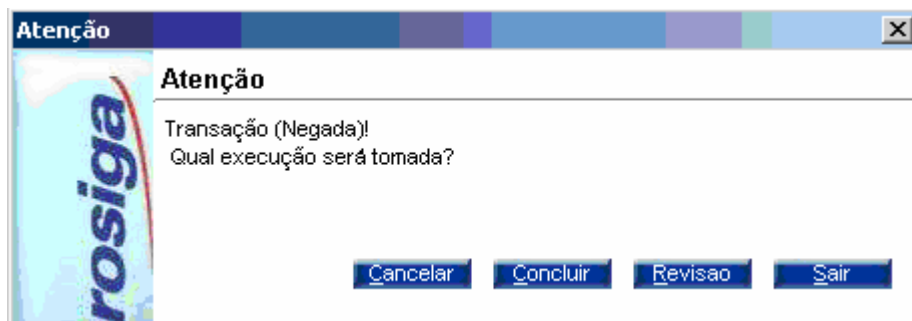 Atenção
Atenção
Transação (Negada)!
Qual execução será tomada?
Cancelar
Concluir
Revisao
Sair
rosiga